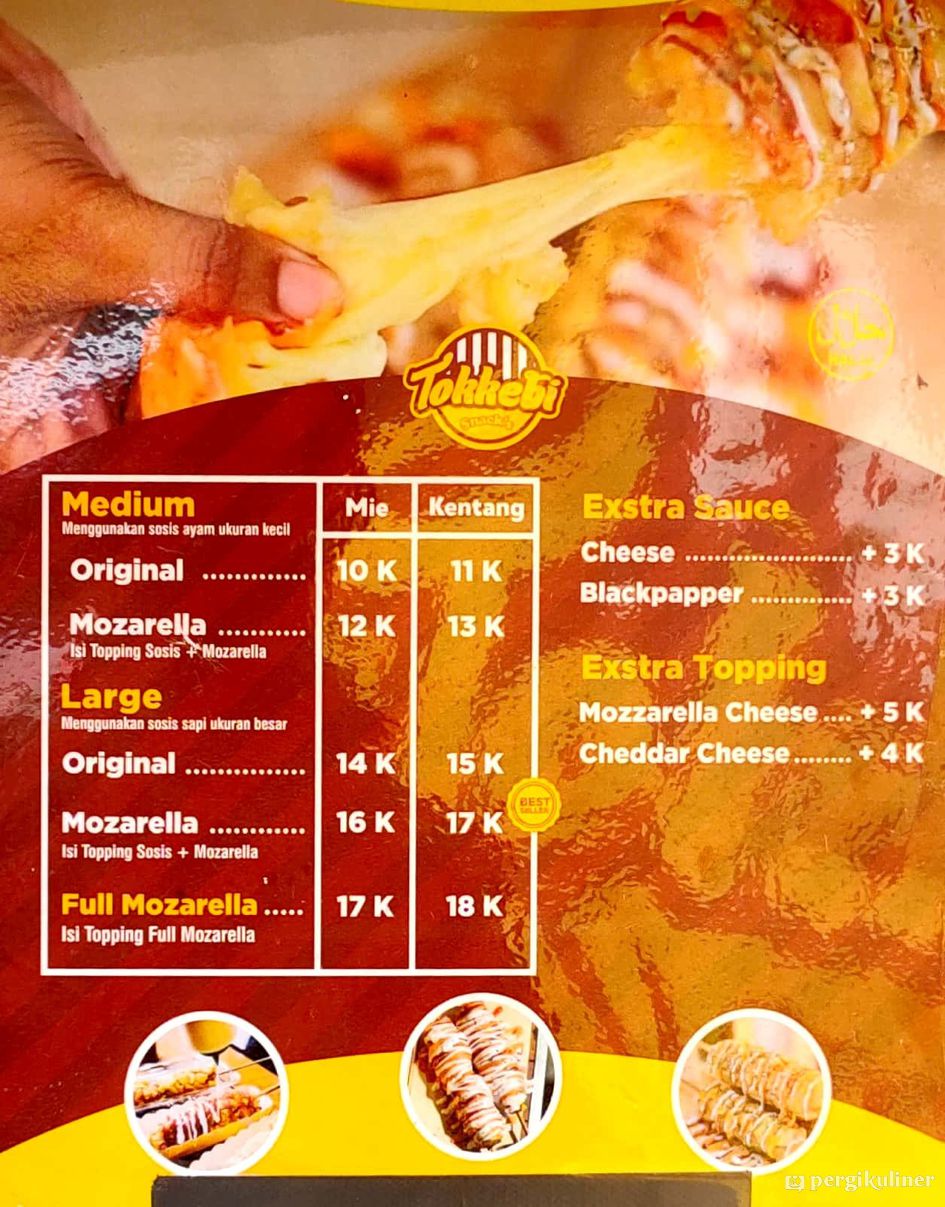 حلال
Tokkebi
Snack's
Medium Mie Kentang
Menggunakan sosis ayam ukuran kecil
Original .............. 10 K 11 K
Mozarella ............ 12 K 13 K
Isi Topping Sosis + Mozarella
Large
Menggunakan sosis sapi ukuran besar
Original ................ 14 K 15 K
Mozarella ............. 16 K 17 K
BEST
SELLER
Isi Topping Sosis + Mozarella
Full Mozarella ..... 17 K 18 K
Isi Topping Full Mozarella
Exstra Sauce
Cheese ........................ + 3 K
Blackpapper ............... + 3 K
Exstra Topping
Mozzarella Cheese .... + 5 K
Cheddar Cheese ........ + 4 K
pergikuliner